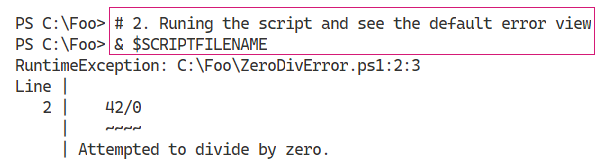 PS C:\Foo> # 2. Runing the script and see the default error view
PS C:\Foo> & $SCRIPTFILENAME
RuntimeException: C:\Foo\ZeroDivError.ps1:2:3
Line |
   2 |    42/0
     |    ~~~~
     | Attempted to divide by zero.